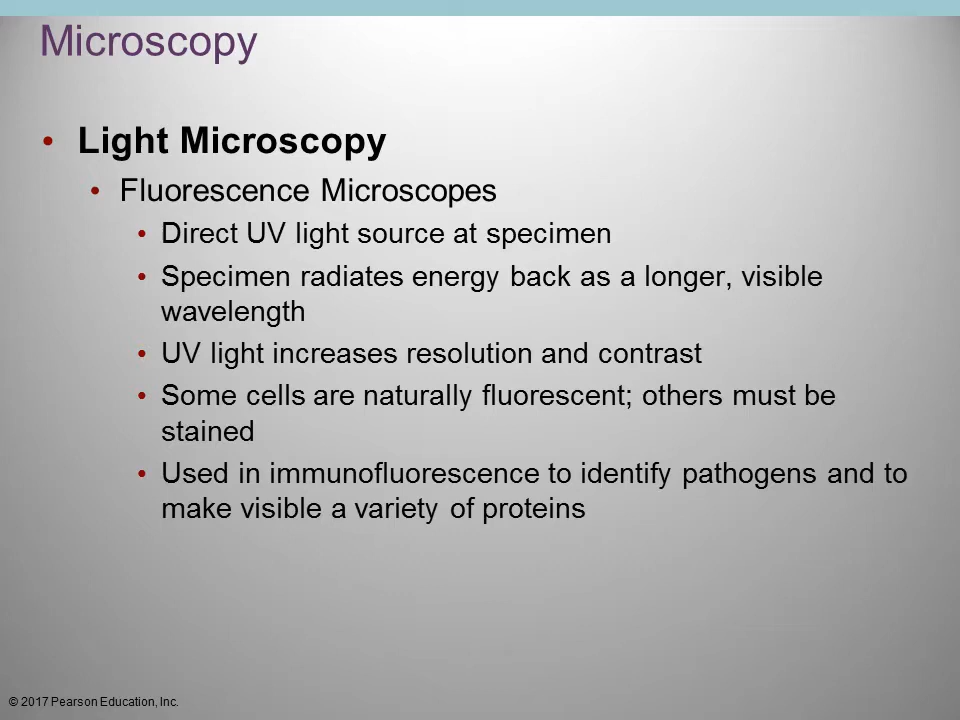 Microscopy
• Light Microscopy
• Fluorescence Microscopes
• Direct UV light source at specimen
• Specimen radiates energy back as a longer, visible
wavelength
• UV light increases resolution and contrast
• Some cells are naturally fluorescent; others must be
stained
• Used in immunofluorescence to identify pathogens and to
make visible a variety of proteins
© 2017 Pearson Education, Inc.